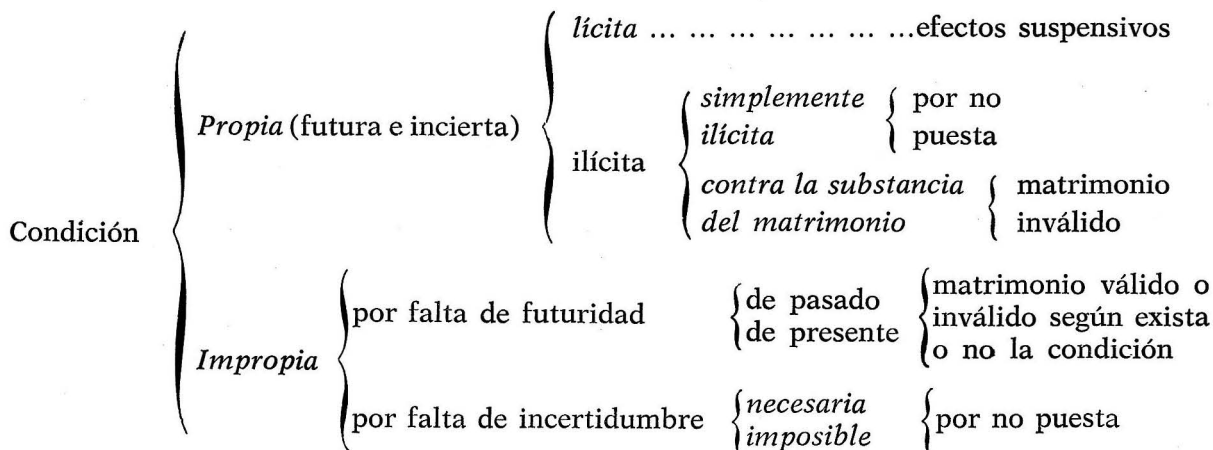 lícita ... ... ... ... ... ... ...efectos suspensivos
Propia (futura e incierta)
ilícita
simplemente
ilícita
por no
puesta
contra la substancia
del matrimonio
matrimonio
inválido
Condición
Impropia
por falta de futuridad
de pasado
de presente
matrimonio válido o
inválido según exista
o no la condición
por falta de incertidumbre
necesaria
imposible
por no puesta